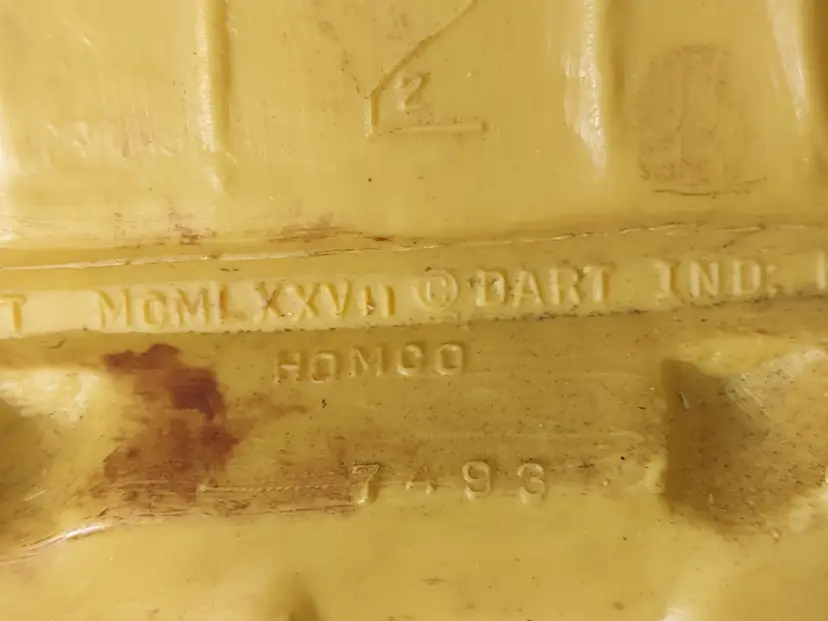 2
T MCMLXXVII © DART IND. I
HOMCO
7493